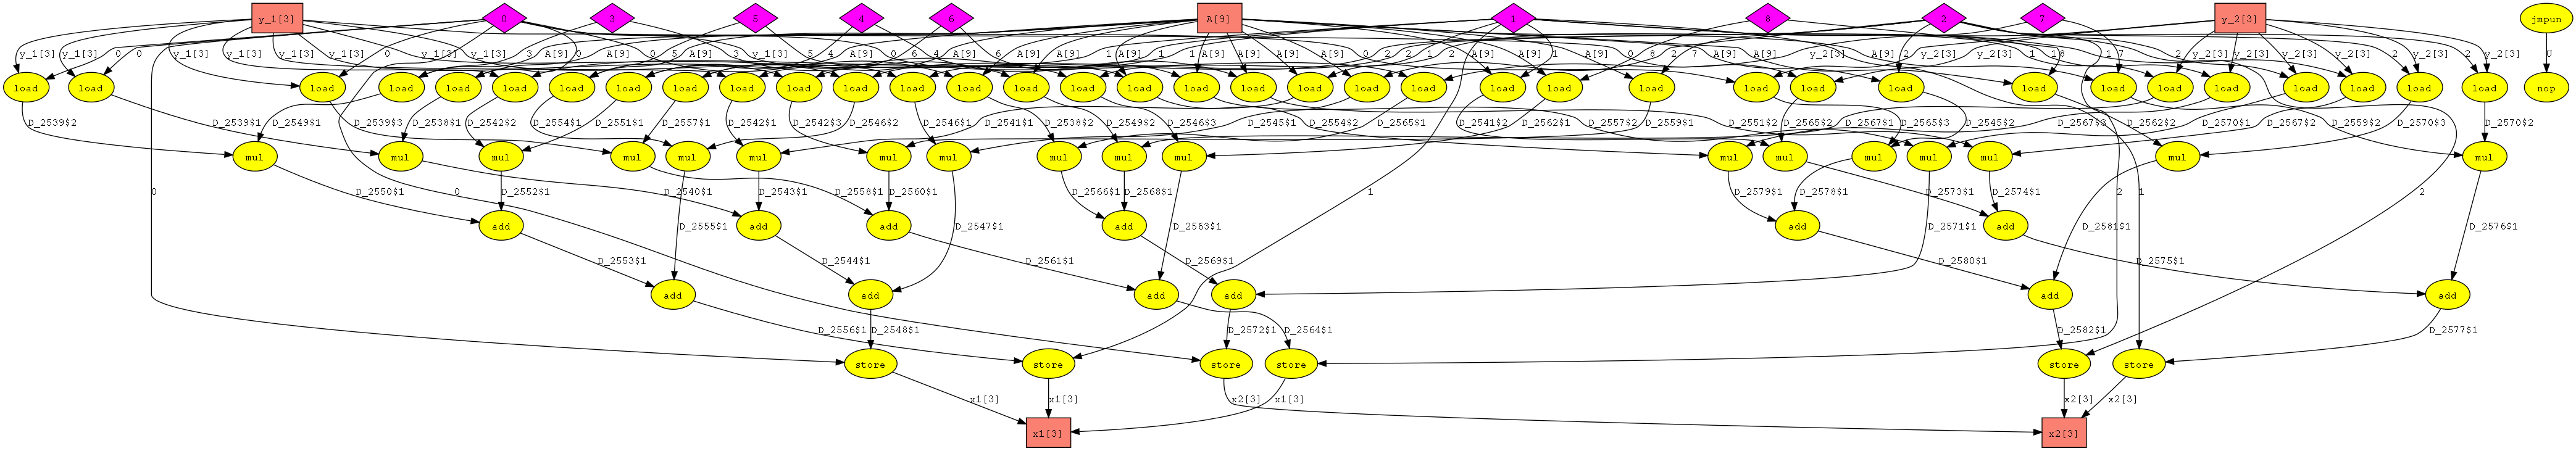 y_1[3] 0 3 5 4 6 A[9] 1 8 2 7 y_2[3] jmpun
y_1[3] 0 y_1[3] 0 y_1[3] y_1[3] 0 y_1[3] 3 A[9] 0 A[9] 5 A[9] 0 y_1[3] 3 y_1[3] 5 4 A[9] 6 A[9] 0 4 A[9] 6 A[9] 1 A[9] 1 A[9] 2 A[9] 1 A[9] 2 A[9] 0 A[9] 1 A[9] 0 8 A[9] 2 7 A[9] y_2[3] y_2[3] A[9] 1 8 1 7 y_2[3] 2 y_2[3] y_2[3] 2 y_2[3] 2 y_2[3] U
load load load load load load load load load load load load load load load load load load load load load load load load load load load load load load load load load load load load nop
D_2539$2 D_2539$1 D_2539$3 D_2549$1 D_2538$1 D_2542$2 D_2554$1 D_2551$1 D_2557$1 D_2542$1 D_2542$3 D_2546$2 D_2546$1 D_2538$2 D_2549$2 D_2546$3 D_2541$1 D_2554$2 D_2545$1 D_2565$1 D_2541$2 D_2562$1 D_2557$2 D_2559$1 D_2551$2 D_2565$2 D_2567$1 D_2565$3 D_2545$2 D_2567$3 D_2562$2 D_2570$1 D_2567$2 D_2559$2 D_2570$3 D_2570$2
mul mul mul mul mul mul mul mul mul mul mul mul mul mul mul mul mul mul
0 D_2550$1 D_2552$1 0 D_2540$1 D_2555$1 D_2543$1 D_2558$1 D_2560$1 D_2547$1 D_2566$1 D_2568$1 D_2563$1 1 D_2579$1 D_2578$1 D_2573$1 D_2571$1 D_2574$1 2 1 D_2581$1 2 D_2576$1
add add add add add add
D_2553$1 D_2544$1 D_2561$1 D_2569$1 D_2580$1 D_2575$1
add add add add add add
D_2556$1 D_2548$1 D_2572$1 D_2564$1 D_2582$1 D_2577$1
store store store store store store
x1[3] x1[3] x2[3] x1[3] x2[3] x2[3]
x1[3] x2[3]